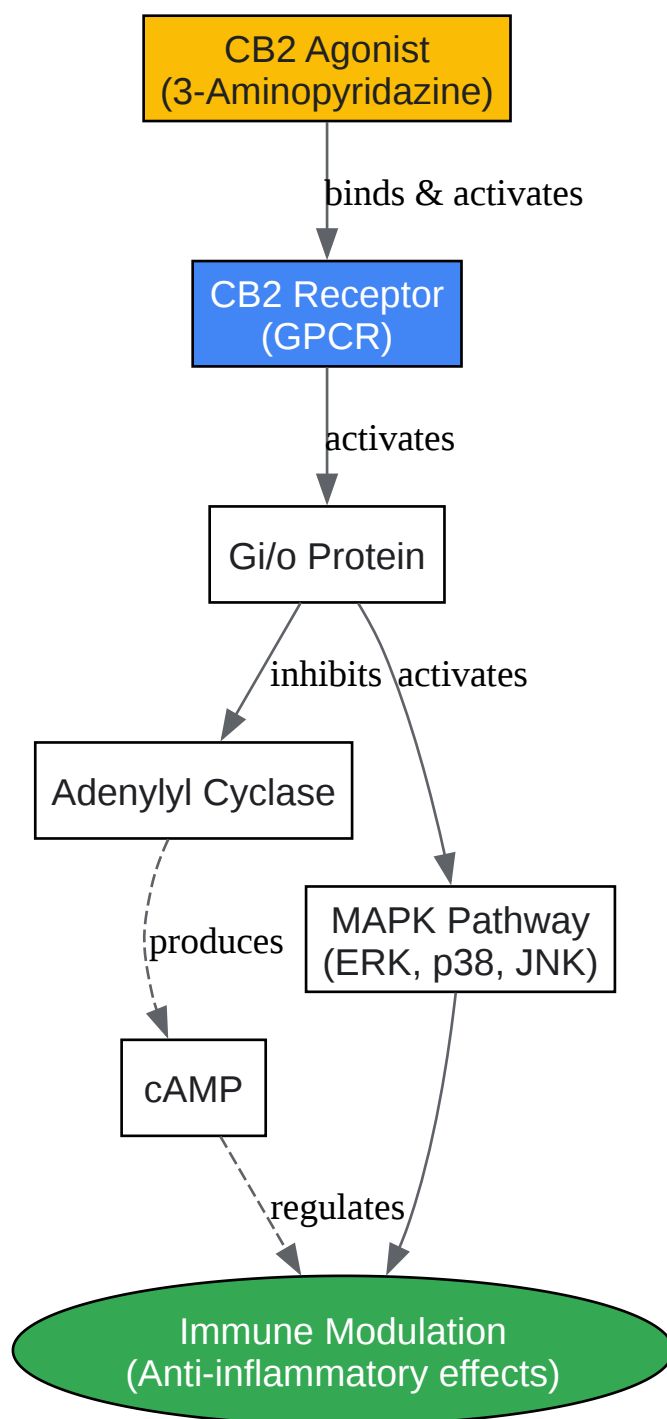 CB2 Agonist
(3-Aminopyridazine)
binds & activates
CB2 Receptor
(GPCR)
activates
Gi/o Protein
inhibits
activates
Adenylyl Cyclase
MAPK Pathway
(ERK, p38, JNK)
produces
cAMP
regulates
Immune Modulation
(Anti-inflammatory effects)